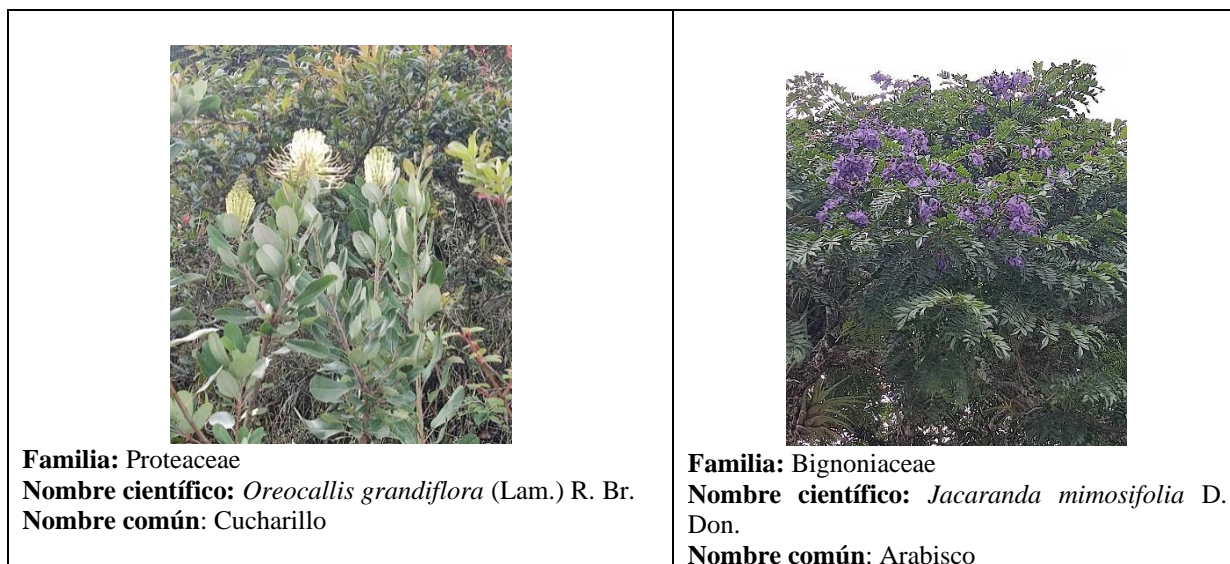 Familia: Proteaceae
Nombre científico: Oreocallis grandiflora (Lam.) R. Br.
Nombre común: Cucharillo
Familia: Bignoniaceae
Nombre científico: Jacaranda mimosifolia D.
Don.
Nombre común: Arabisco